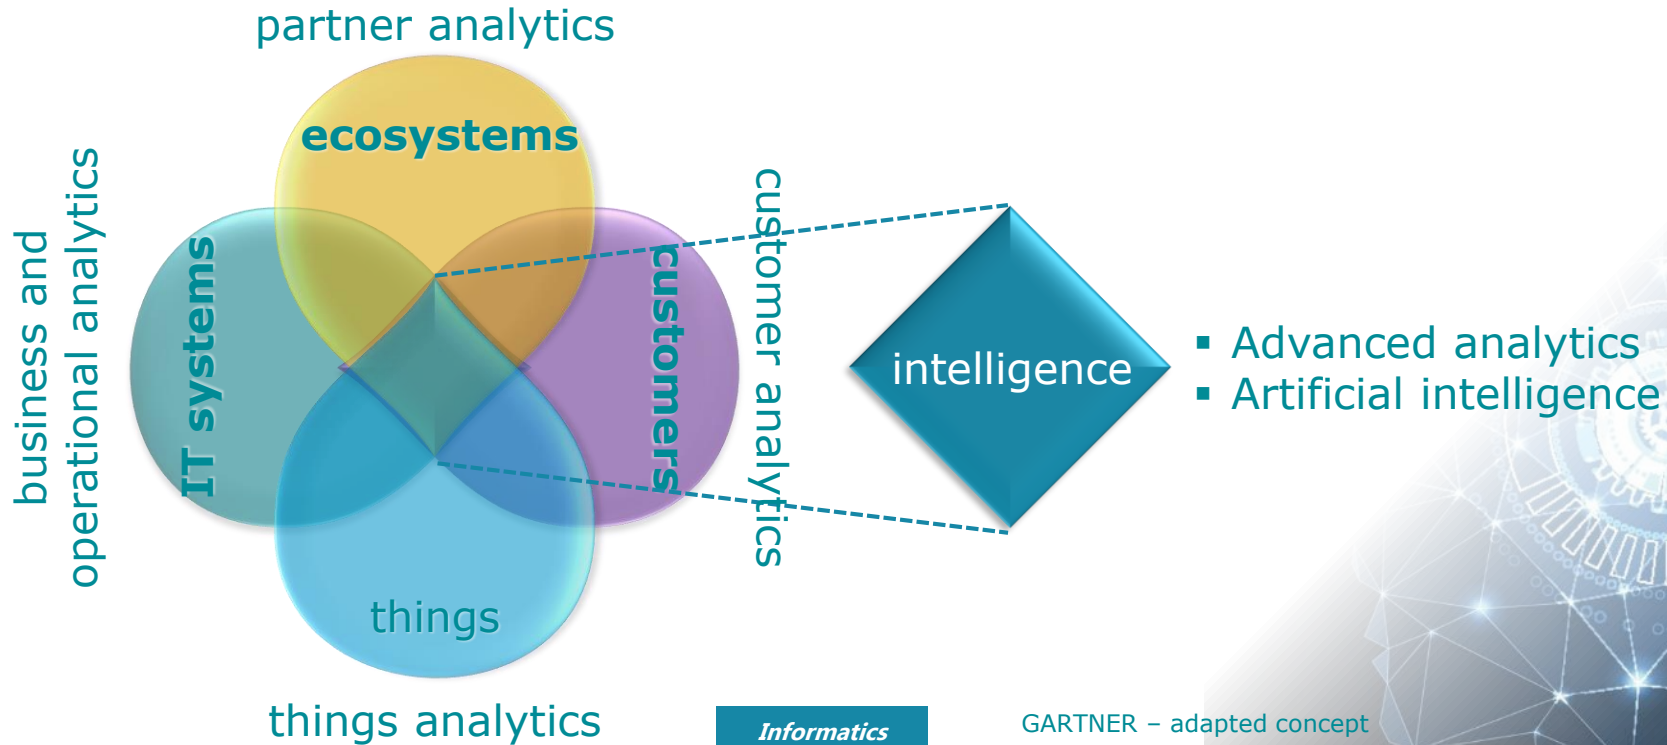 partner analytics
ecosystems
business and
operational analytics
IT systems
customers
customer analytics
intelligence
▪ Advanced analytics
▪ Artificial intelligence
things
things analytics
Informatics
GARTNER – adapted concept